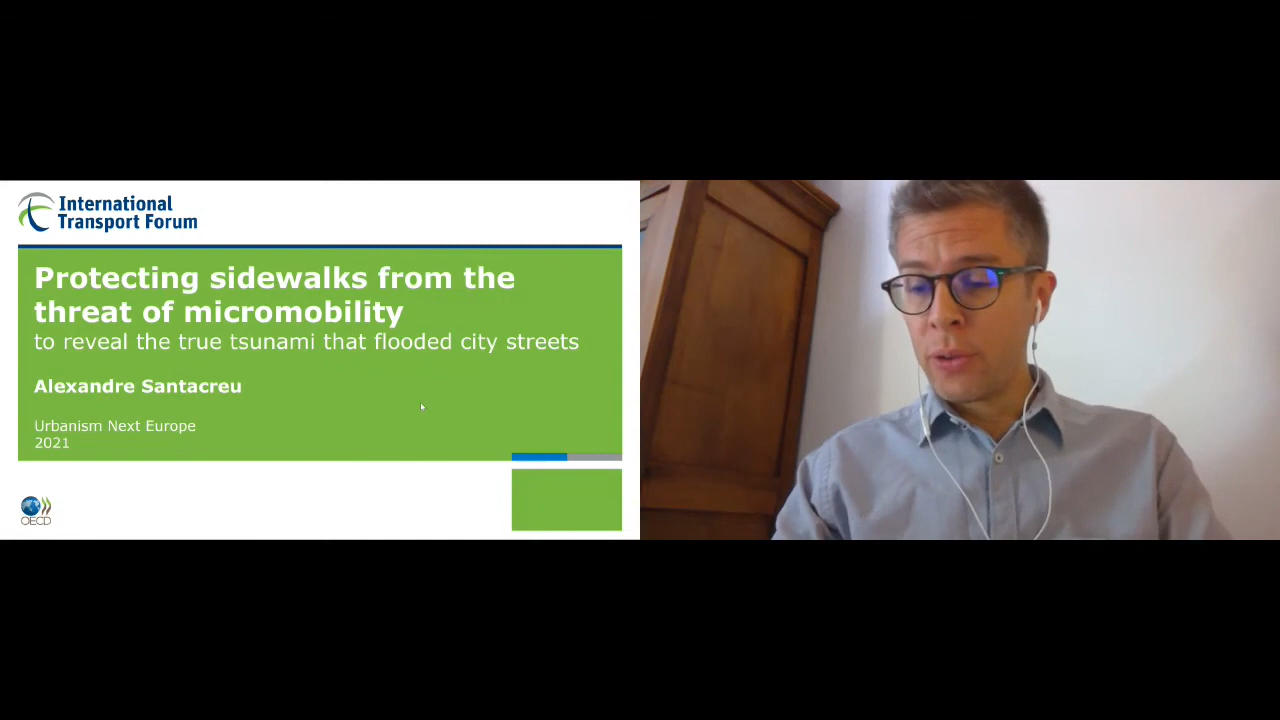 International
Transport Forum
Protecting sidewalks from the
threat of micromobility
to reveal the true tsunami that flooded city streets
Alexandre Santacreu
Urbanism Next Europe
2021
OECD